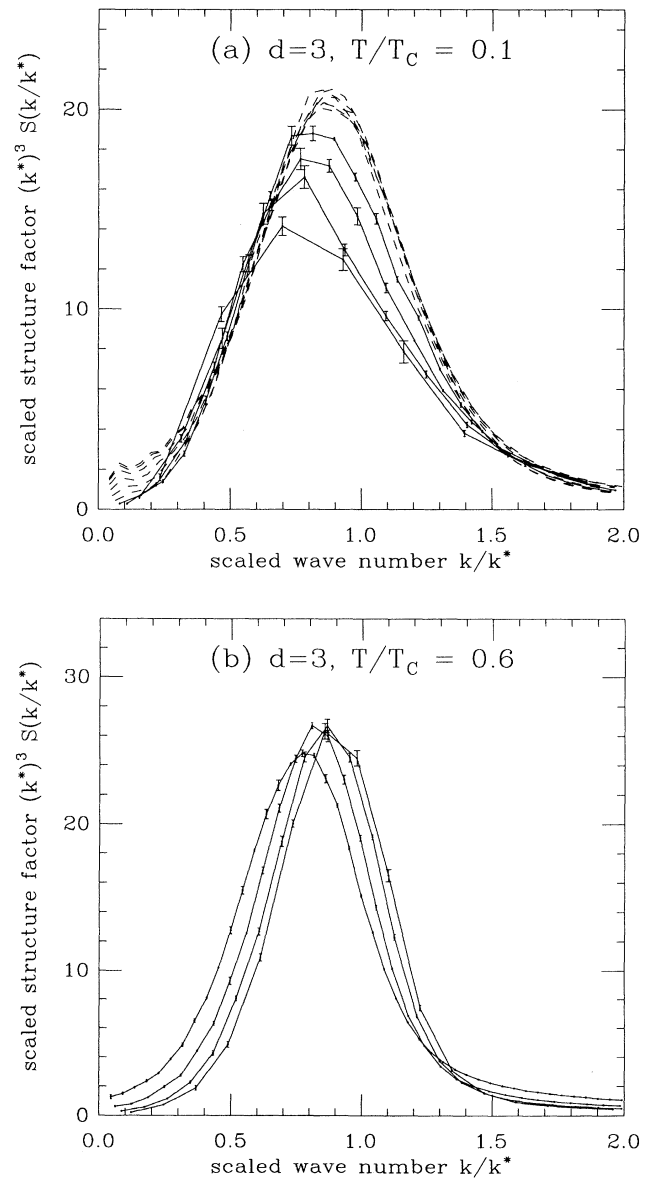 (a) d=3, T/T_C = 0.1
scaled structure factor (k*)^3 S(k/k*)
20
10
0
0.0 0.5 1.0 1.5 2.0
scaled wave number k/k*
(b) d=3, T/T_C = 0.6
scaled structure factor (k*)^3 S(k/k*)
30
20
10
0
0.0 0.5 1.0 1.5 2.0
scaled wave number k/k*